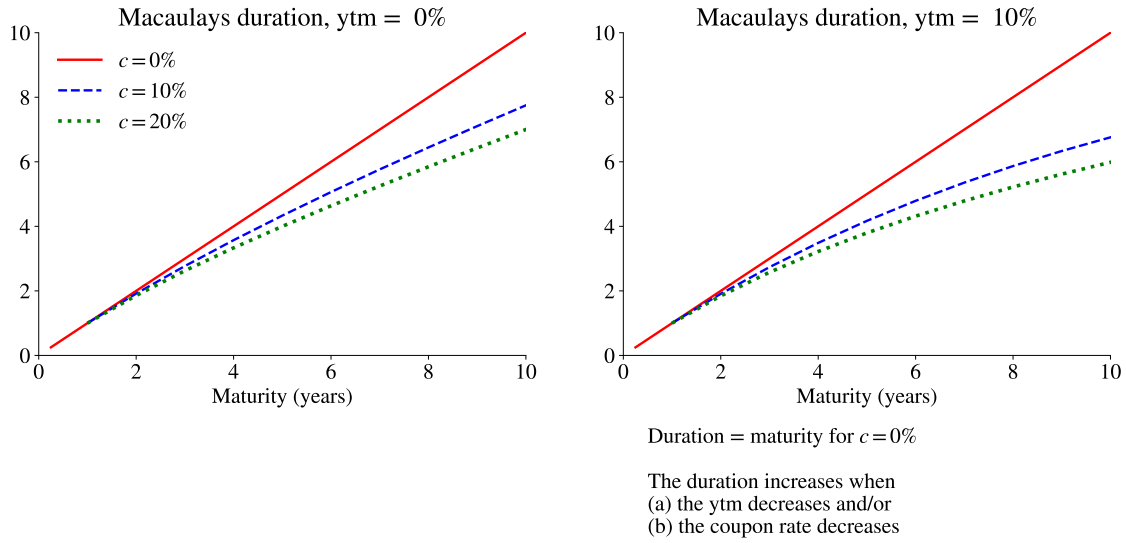 Macaulays duration, ytm = 0%
10
8
6
4
2
0
c = 0%
c = 10%
c = 20%
0 2 4 6 8 10
Maturity (years)
Macaulays duration, ytm = 10%
10
8
6
4
2
0
0 2 4 6 8 10
Maturity (years)
Duration = maturity for c = 0%
The duration increases when
(a) the ytm decreases and/or
(b) the coupon rate decreases